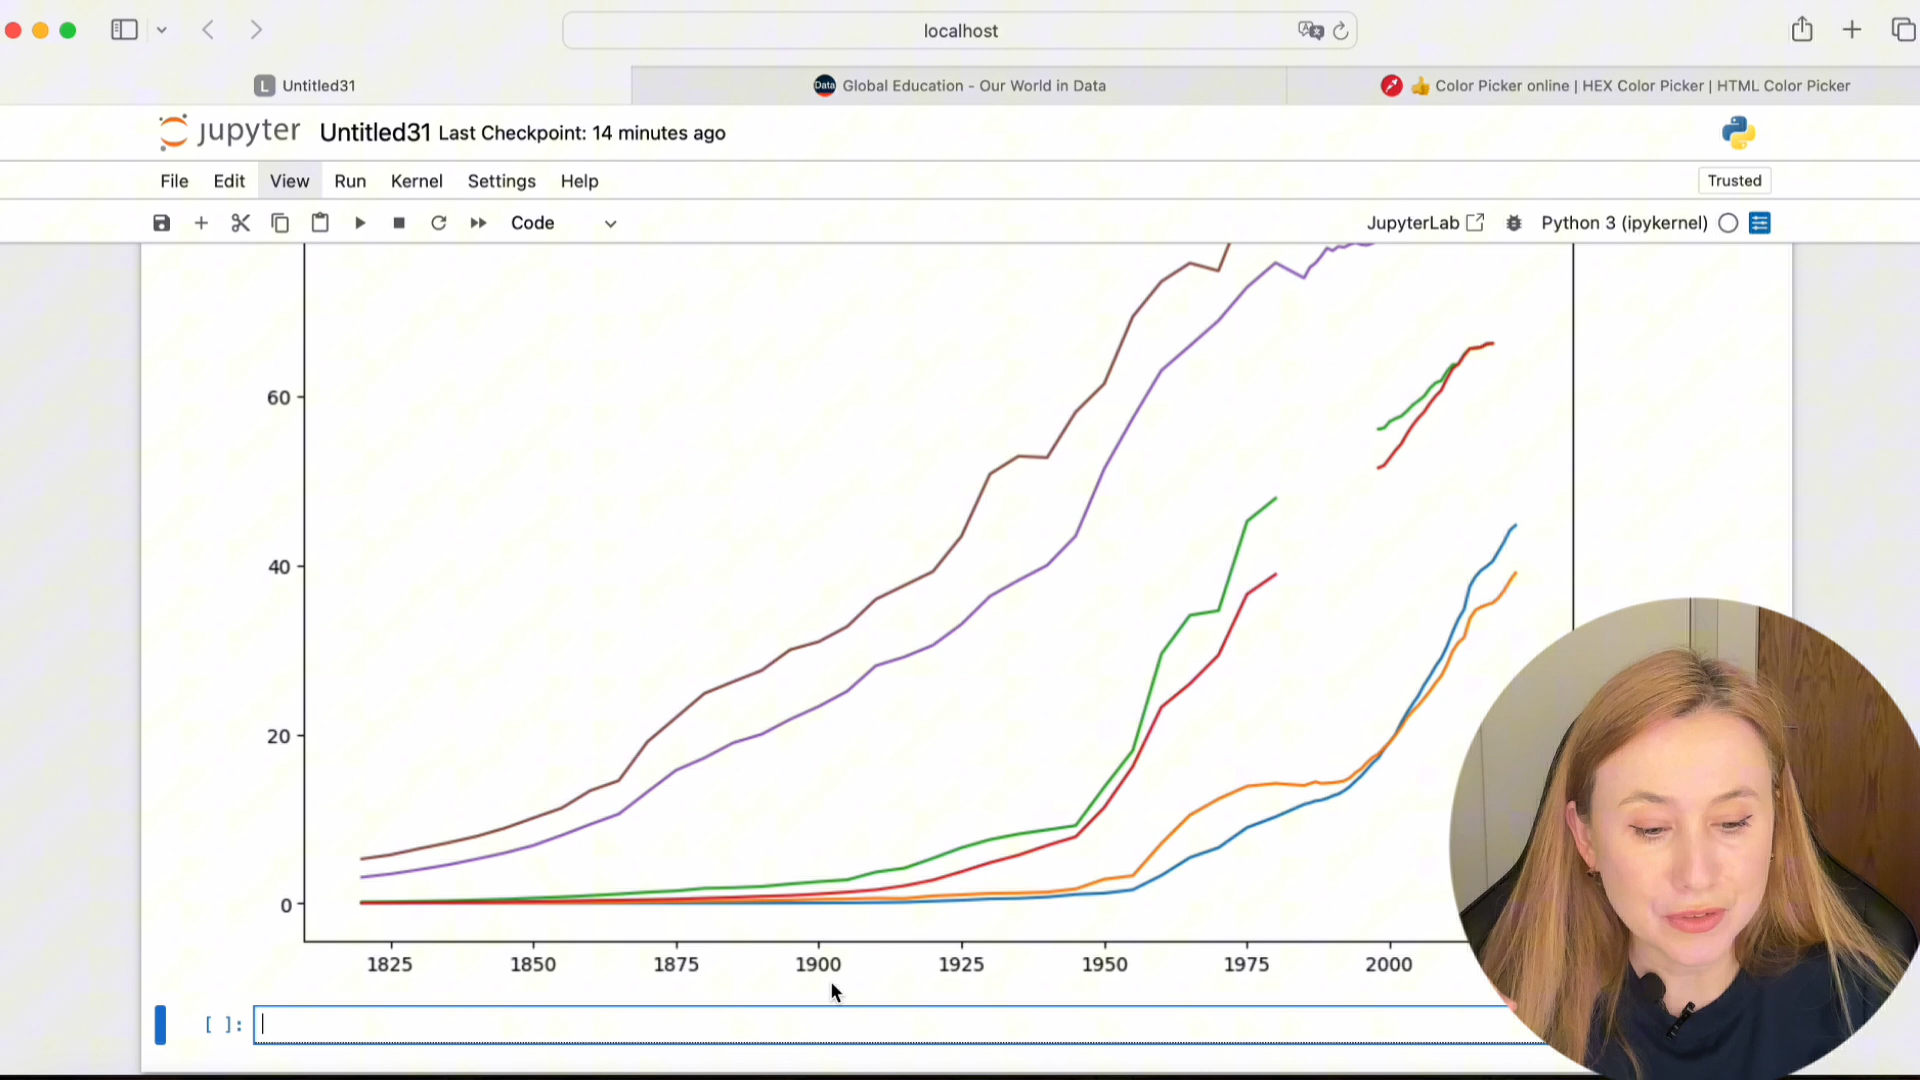 localhost
L Untitled31
Data Global Education - Our World in Data
👍 Color Picker online | HEX Color Picker | HTML Color Picker
jupyter Untitled31 Last Checkpoint: 14 minutes ago
File Edit View Run Kernel Settings Help
Trusted
Code
JupyterLab
Python 3 (ipykernel)
60
40
20
0
1825 1850 1875 1900 1925 1950 1975 2000
[ ]: